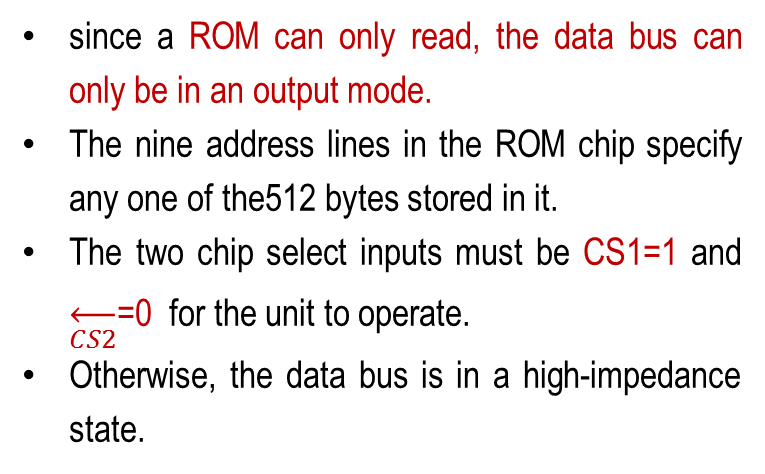 • since a ROM can only read, the data bus can
only be in an output mode.
• The nine address lines in the ROM chip specify
any one of the512 bytes stored in it.
• The two chip select inputs must be CS1=1 and
⟵=0 for the unit to operate.
CS2
• Otherwise, the data bus is in a high-impedance
state.